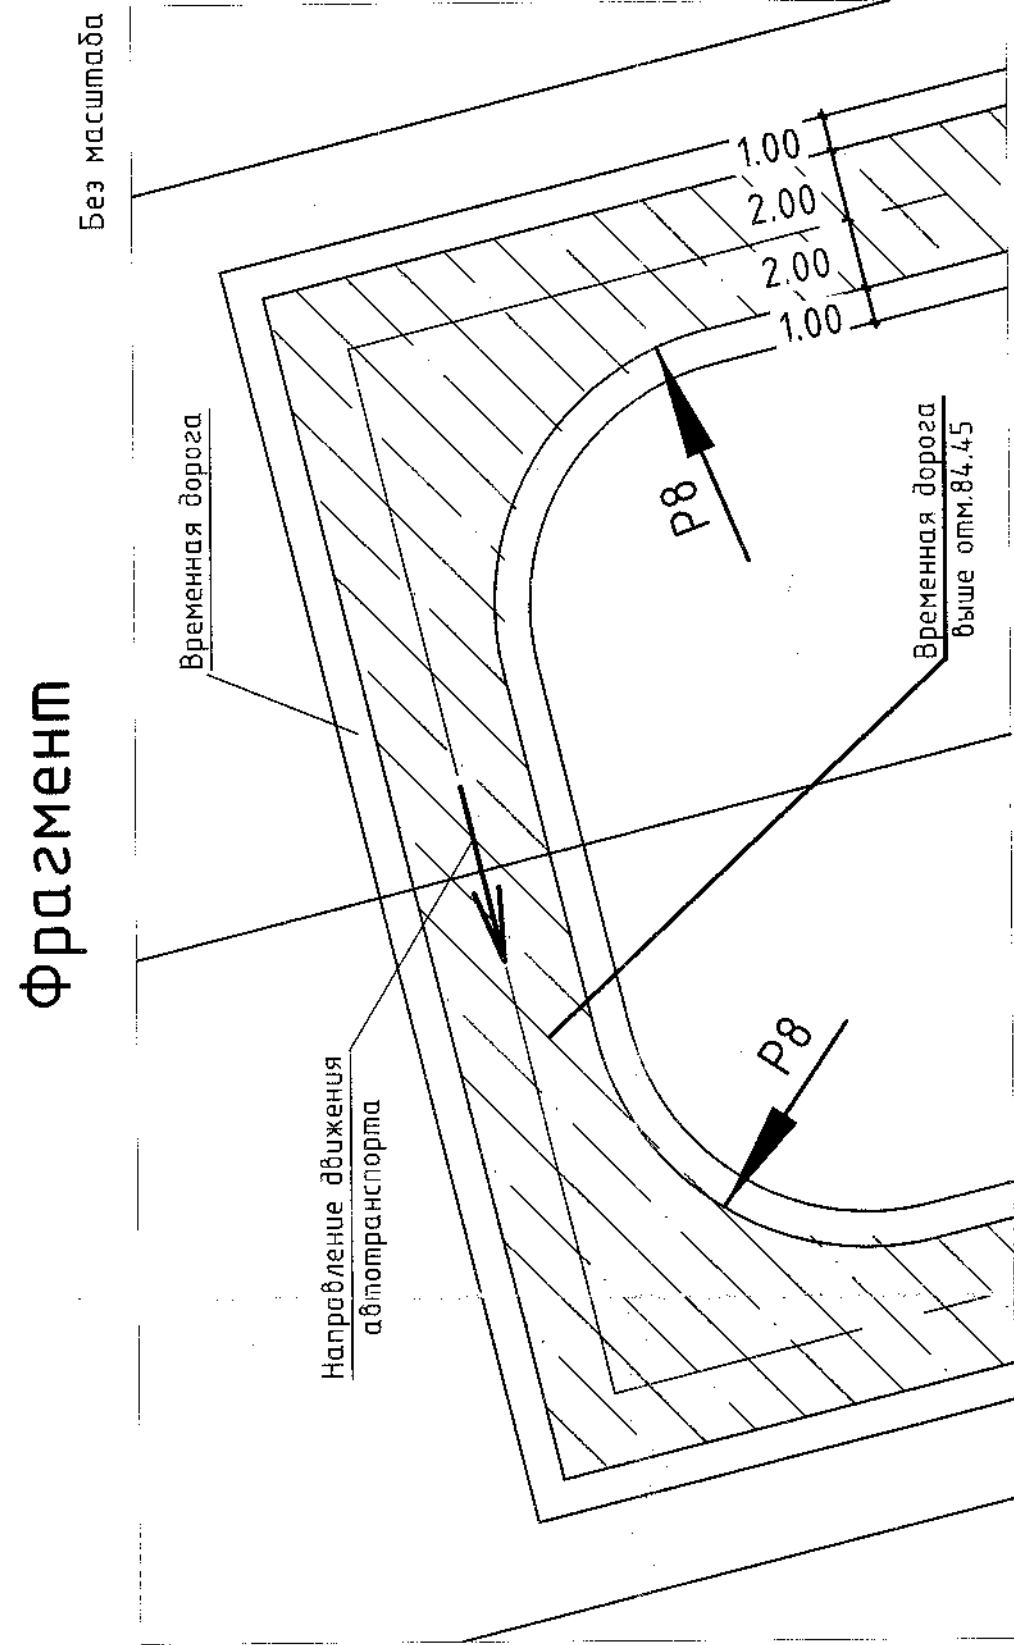 Фрагмент
Без масштаба
Временная дорога
Направление движения
автотранспорта
1.00
2.00
2.00
1.00
Р8
Р8
Временная дорога
выше отм.84.45